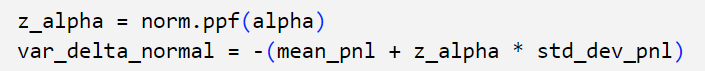 z_alpha = norm.ppf(alpha)
var_delta_normal = -(mean_pnl + z_alpha * std_dev_pnl)